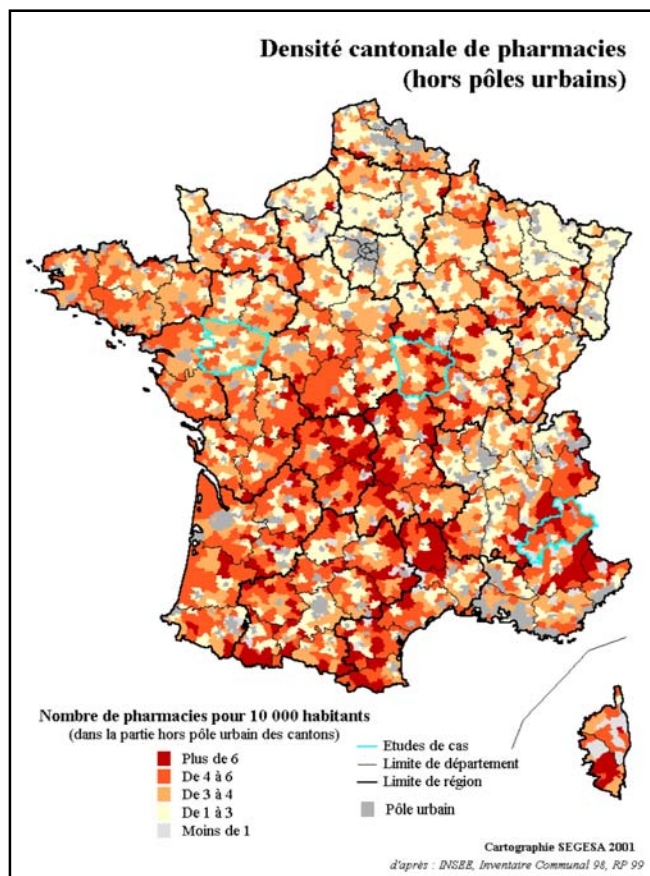 Densité cantonale de pharmacies
(hors pôles urbains)
Nombre de pharmacies pour 10 000 habitants
(dans la partie hors pôle urbain des cantons)
Plus de 6
De 4 à 6
De 3 à 4
De 1 à 3
Moins de 1
Etudes de cas
Limite de département
Limite de région
Pôle urbain
Cartographie SEGESA 2001
d'après : INSEE, Inventaire Communal 98, RP 99